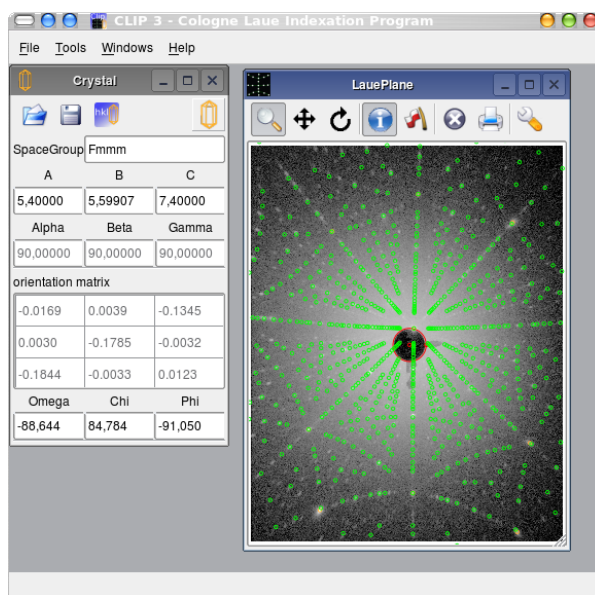 CLIP 3 - Cologne Laue Indexation Program
File Tools Windows Help
Crystal
hkl
SpaceGroup Fmmm
A B C
5,40000 5,59907 7,40000
Alpha Beta Gamma
90,00000 90,00000 90,00000
orientation matrix
-0.0169 0.0039 -0.1345
0.0030 -0.1785 -0.0032
-0.1844 -0.0033 0.0123
Omega Chi Phi
-88,644 84,784 -91,050
LauePlane